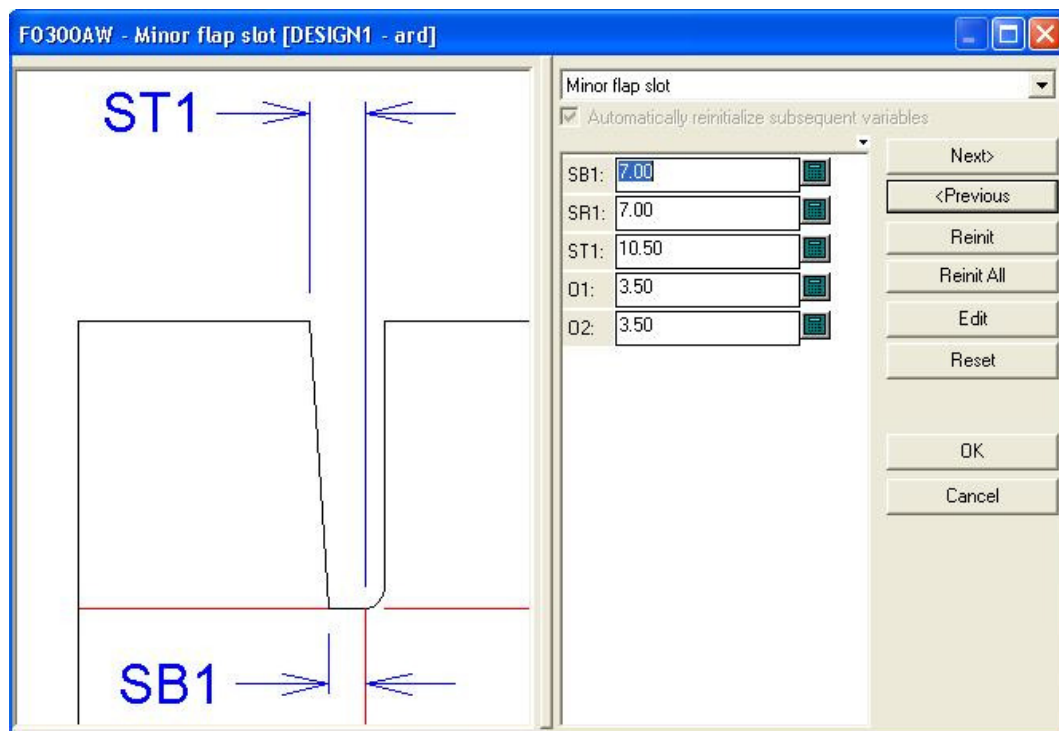 F0300AW - Minor flap slot [DESIGN1 - ard]
ST1
SB1
Minor flap slot
Automatically reinitialize subsequent variables
SB1: 7.00
SR1: 7.00
ST1: 10.50
O1: 3.50
O2: 3.50
Next>
<Previous
Reinit
Reinit All
Edit
Reset
OK
Cancel